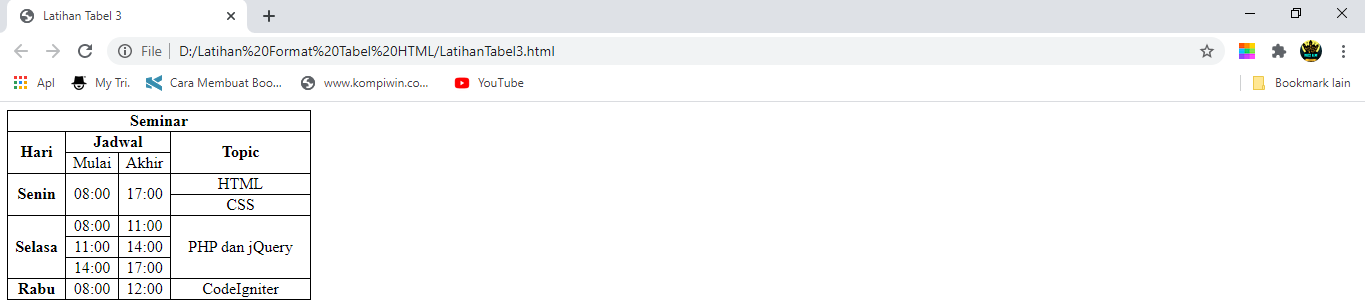 Latihan Tabel 3
File | D:/Latihan%20Format%20Tabel%20HTML/LatihanTabel3.html
Apl My Tri. Cara Membuat Boo... www.kompiwin.co... YouTube Bookmark lain
Seminar
Hari Jadwal Topic
Mulai Akhir
Senin 08:00 17:00 HTML
CSS
Selasa 08:00 11:00 PHP dan jQuery
11:00 14:00
14:00 17:00
Rabu 08:00 12:00 CodeIgniter